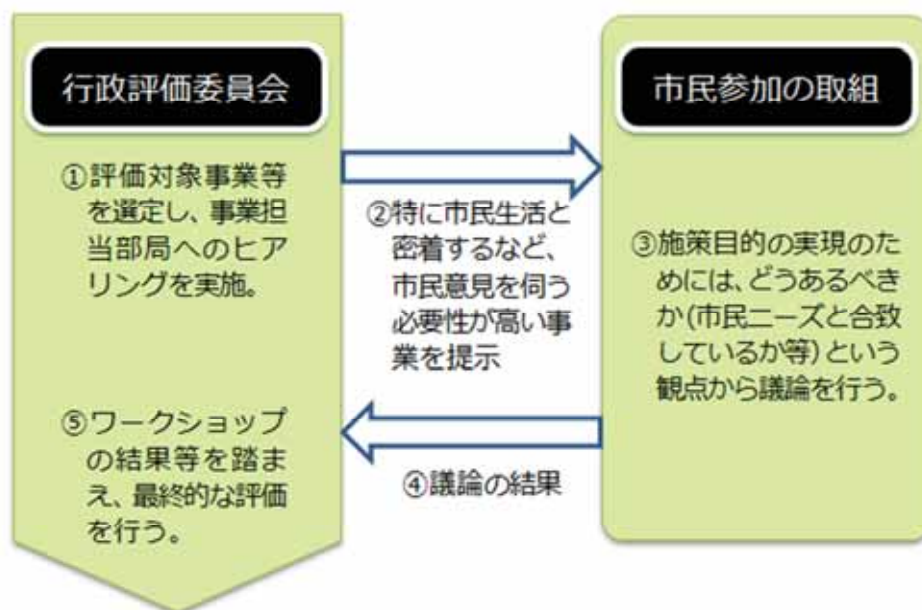 行政評価委員会
①評価対象事業等
を選定し、事業担
当部局へのヒア
リングを実施。
②特に市民生活と
密着するなど、
市民意見を伺う
必要性が高い事
業を提示
市民参加の取組
③施策目的の実現のた
めには、どうあるべき
か(市民ニーズと合致
しているか等)という
観点から議論を行う。
④議論の結果
⑤ワークショップ
の結果等を踏ま
え、最終的な評価
を行う。